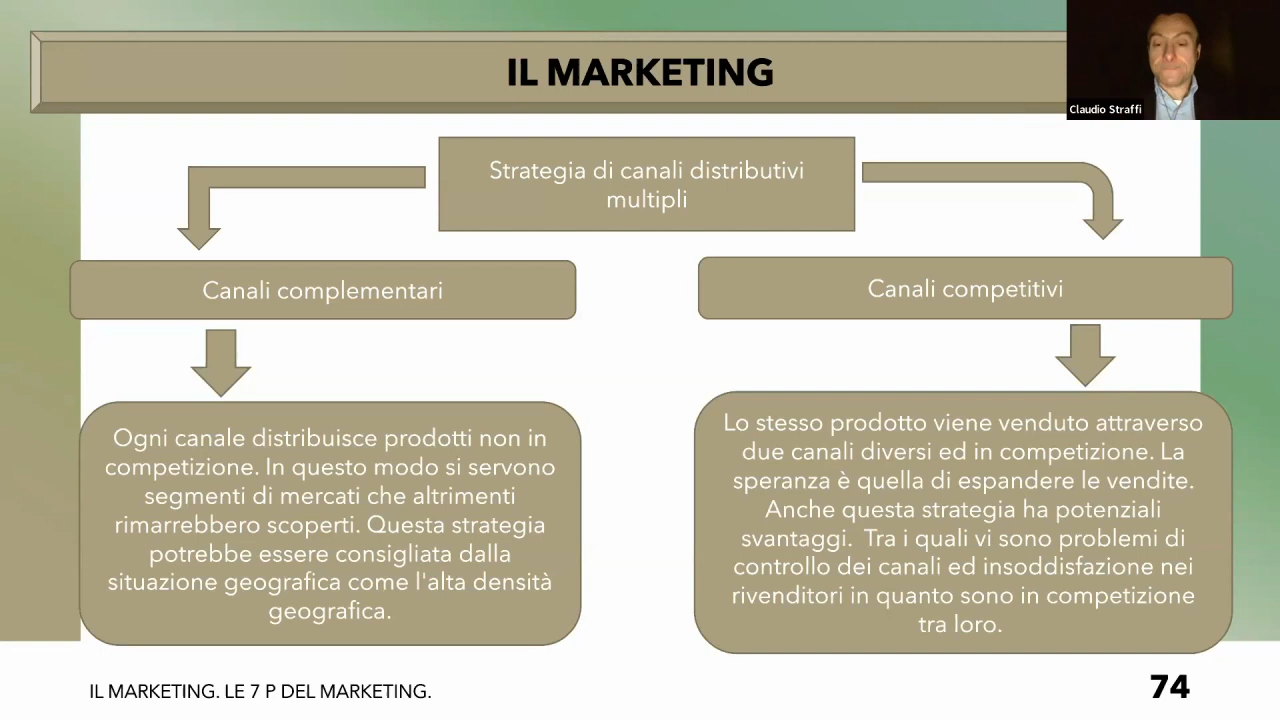 IL MARKETING
Claudio Straffi
Strategia di canali distributivi
multipli
Canali complementari
Canali competitivi
Ogni canale distribuisce prodotti non in
competizione. In questo modo si servono
segmenti di mercati che altrimenti
rimarrebbero scoperti. Questa strategia
potrebbe essere consigliata dalla
situazione geografica come l'alta densità
geografica.
Lo stesso prodotto viene venduto attraverso
due canali diversi ed in competizione. La
speranza è quella di espandere le vendite.
Anche questa strategia ha potenziali
svantaggi. Tra i quali vi sono problemi di
controllo dei canali ed insoddisfazione nei
rivenditori in quanto sono in competizione
tra loro.
IL MARKETING. LE 7 P DEL MARKETING.
74